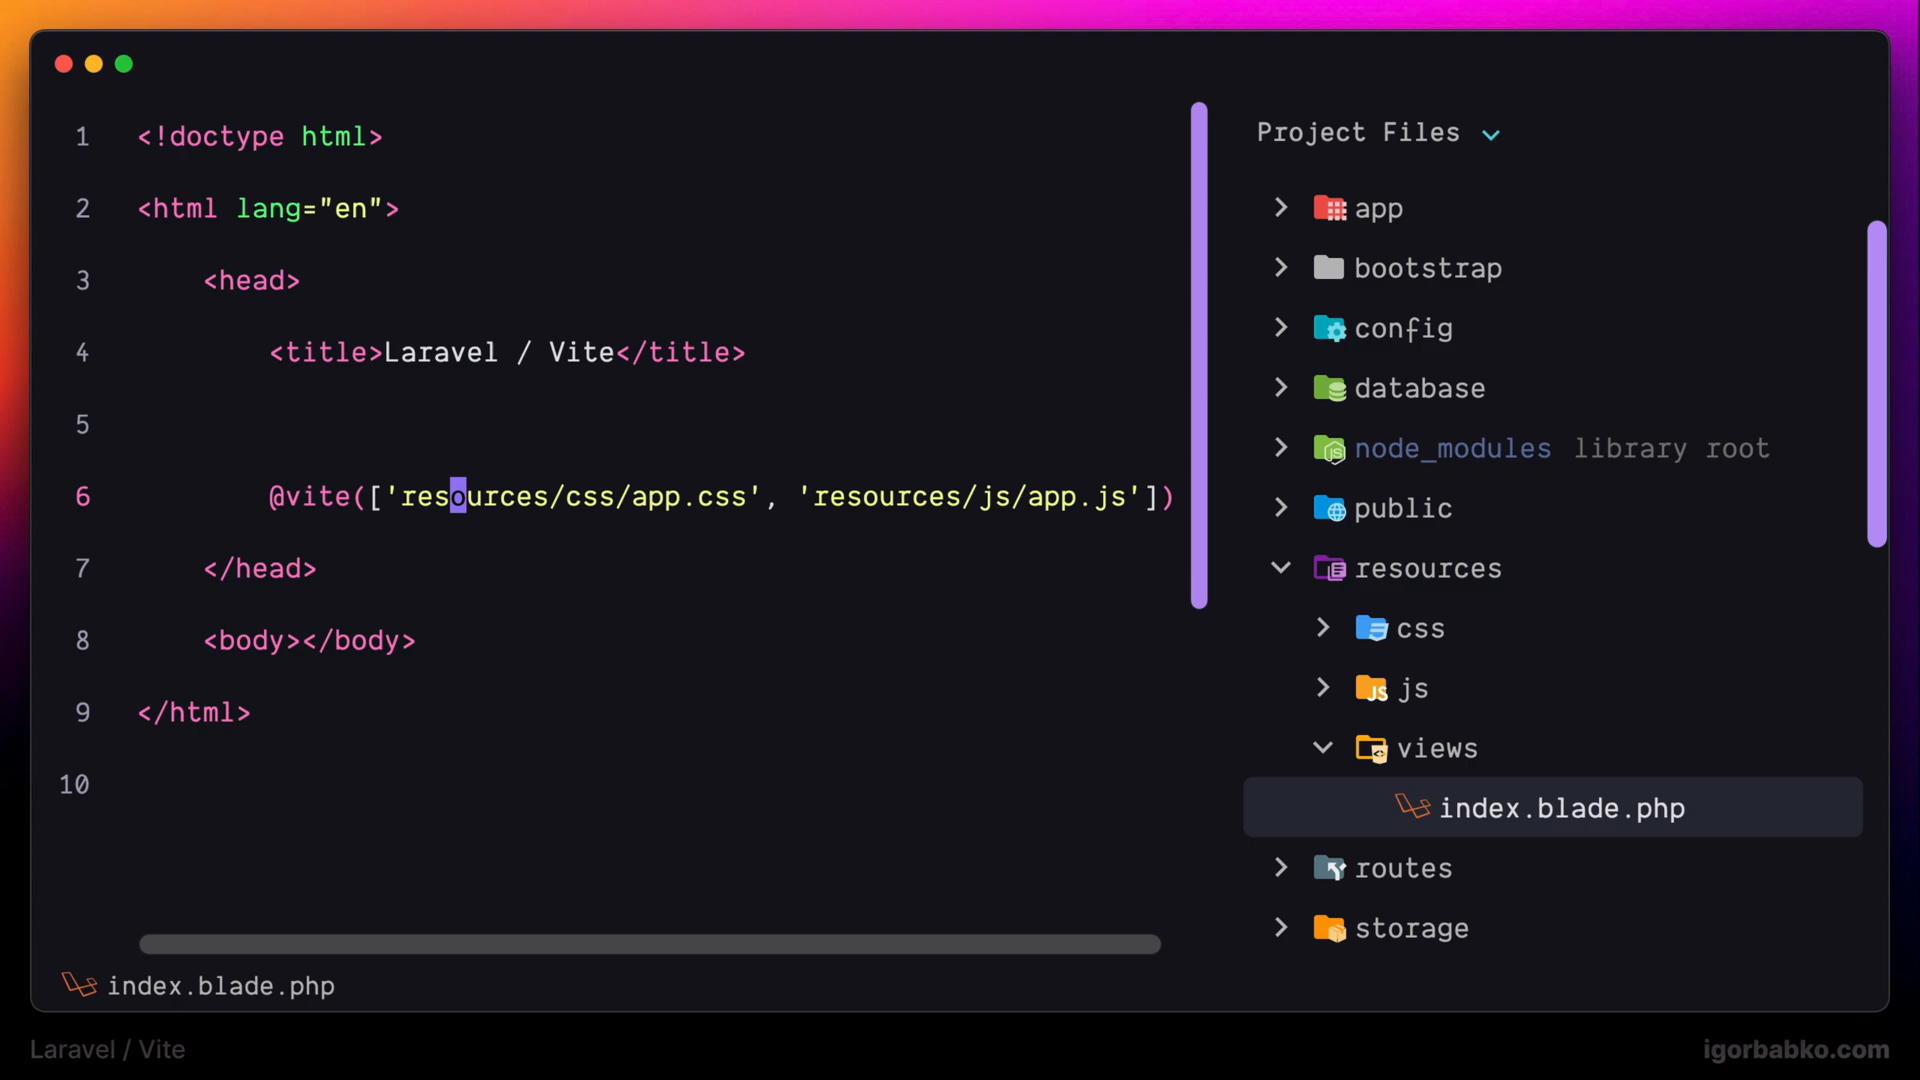 1 <!doctype html>
2 <html lang="en">
3 <head>
4 <title>Laravel / Vite</title>
5
6 @vite(['resources/css/app.css', 'resources/js/app.js'])
7 </head>
8 <body></body>
9 </html>
10
index.blade.php
Project Files
app
bootstrap
config
database
node_modules library root
public
resources
css
js
views
index.blade.php
routes
storage
Laravel / Vite
igorbabko.com